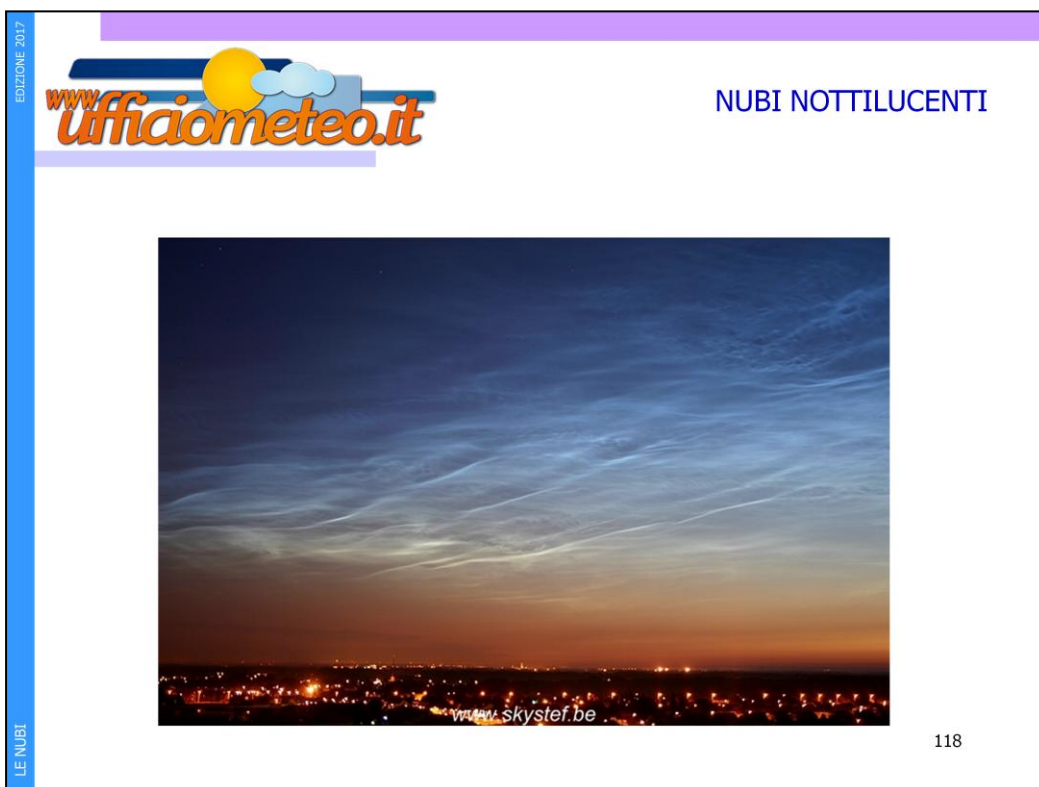 EDIZIONE 2017
www.ufficiometeo.it
NUBI NOTTILUCENTI
www.skystef.be
118
LE NUBI